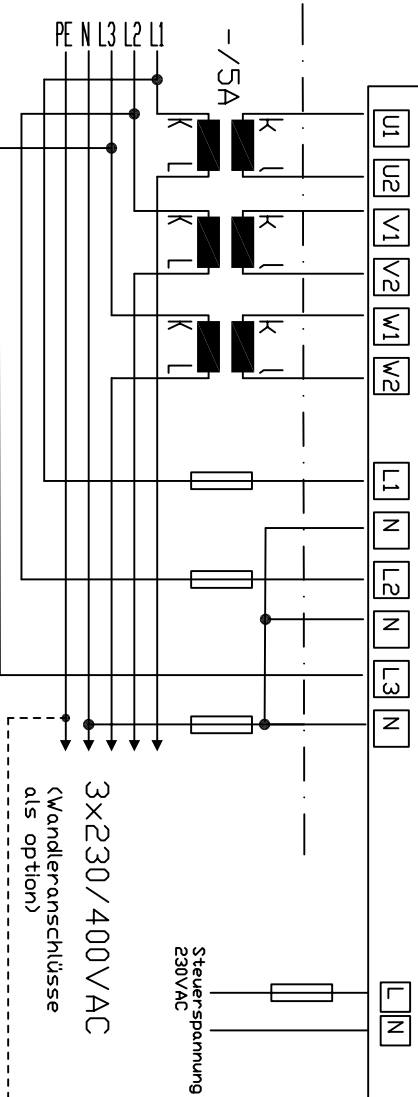 PE N L3 L2 L1
-/5A
K L
K L
K L
K L
K L
K L
U1
U2
V1
V2
W1
W2
L1
N
L2
N
L3
N
L
N
3x230/400VAC
(Wandleranschlüsse
als option)
Steuerspannung
230VAC